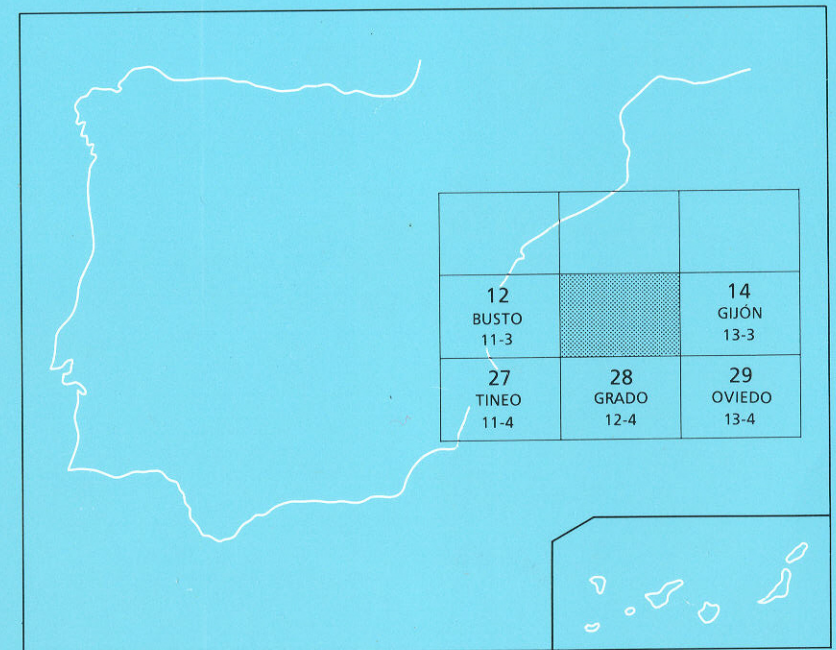 12
BUSTO
11-3
14
GIJÓN
13-3
27
TINEO
11-4
28
GRADO
12-4
29
OVIEDO
13-4